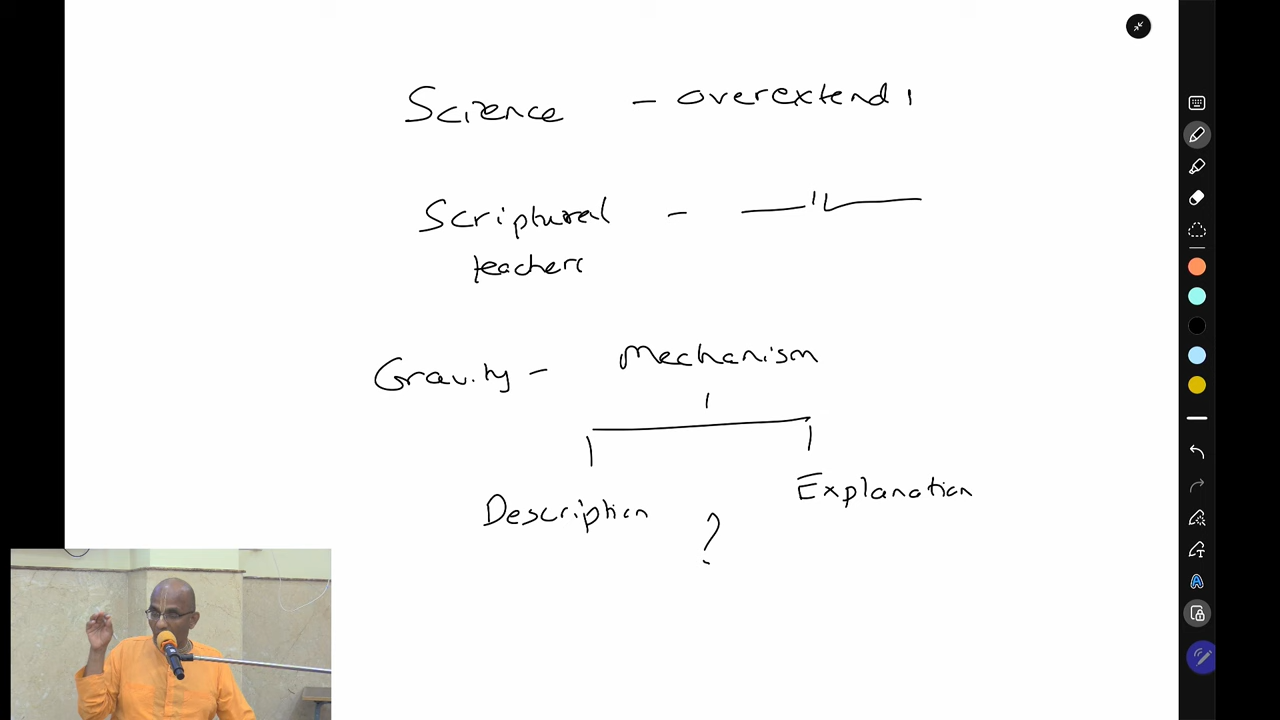 Science - overextend
Scriptural - —"—
teachers
Gravity - Mechanism
Description
Explanation
?